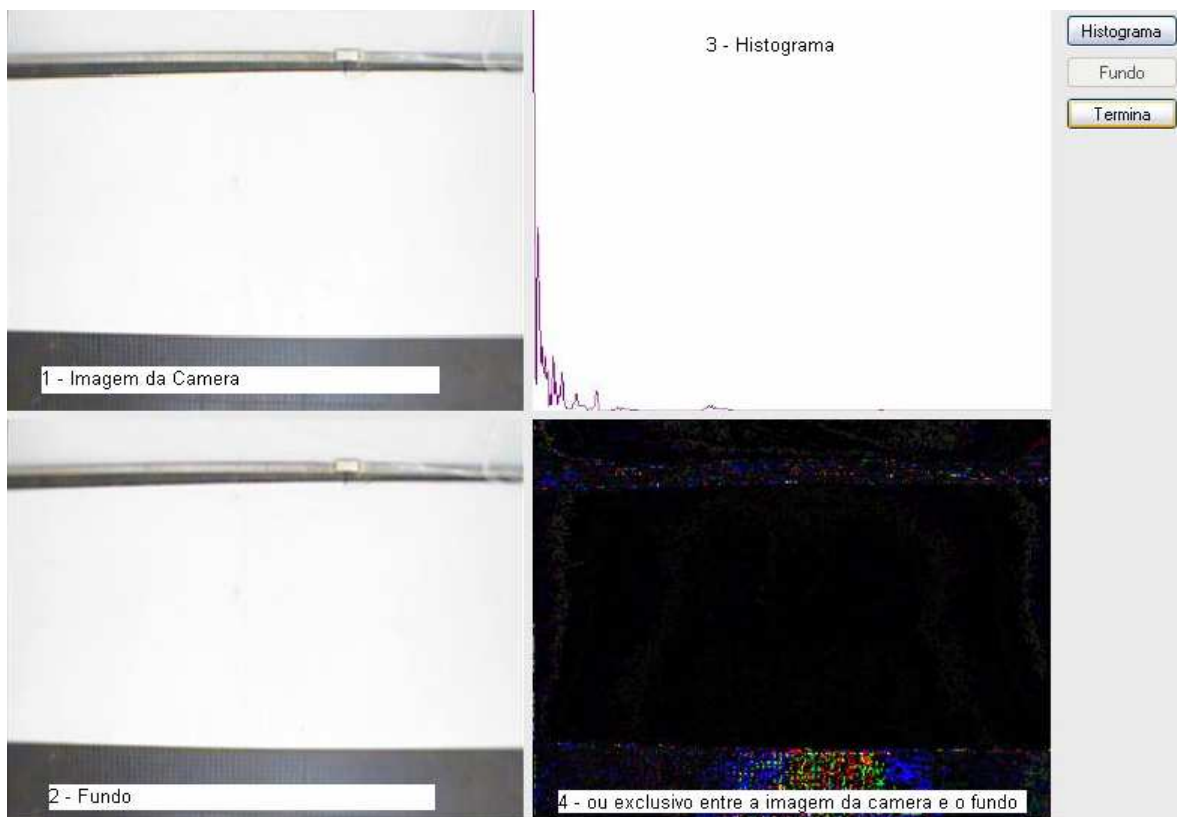 3 - Histograma
Histograma
Fundo
Termina
1 - Imagem da Camera
2 - Fundo
4 - ou exclusivo entre a imagem da camera e o fundo